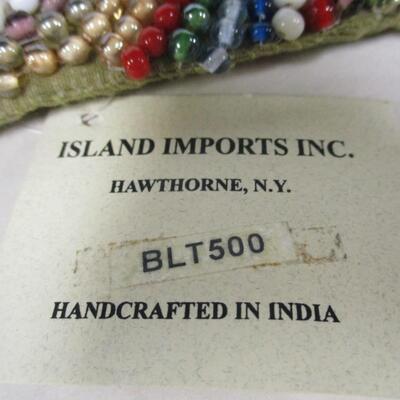 ISLAND IMPORTS INC.
HAWTHORNE, N.Y.
BLT500
HANDCRAFTED IN INDIA